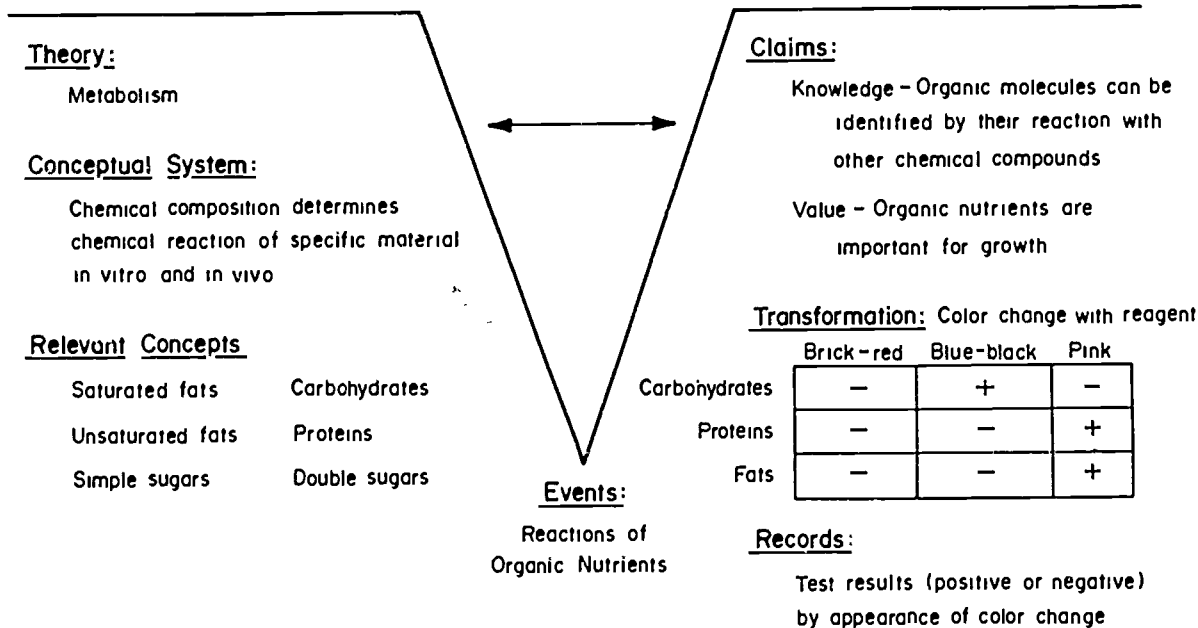 Theory:
Metabolism
Conceptual System:
Chemical composition determines
chemical reaction of specific material
in vitro and in vivo
Relevant Concepts
Saturated fats Carbohydrates
Unsaturated fats Proteins
Simple sugars Double sugars
Events:
Reactions of
Organic Nutrients
Claims:
Knowledge – Organic molecules can be
identified by their reaction with
other chemical compounds
Value – Organic nutrients are
important for growth
Transformation: Color change with reagent
Brick-red Blue-black Pink
Carbohydrates − + −
Proteins − − +
Fats − − +
Records:
Test results (positive or negative)
by appearance of color change